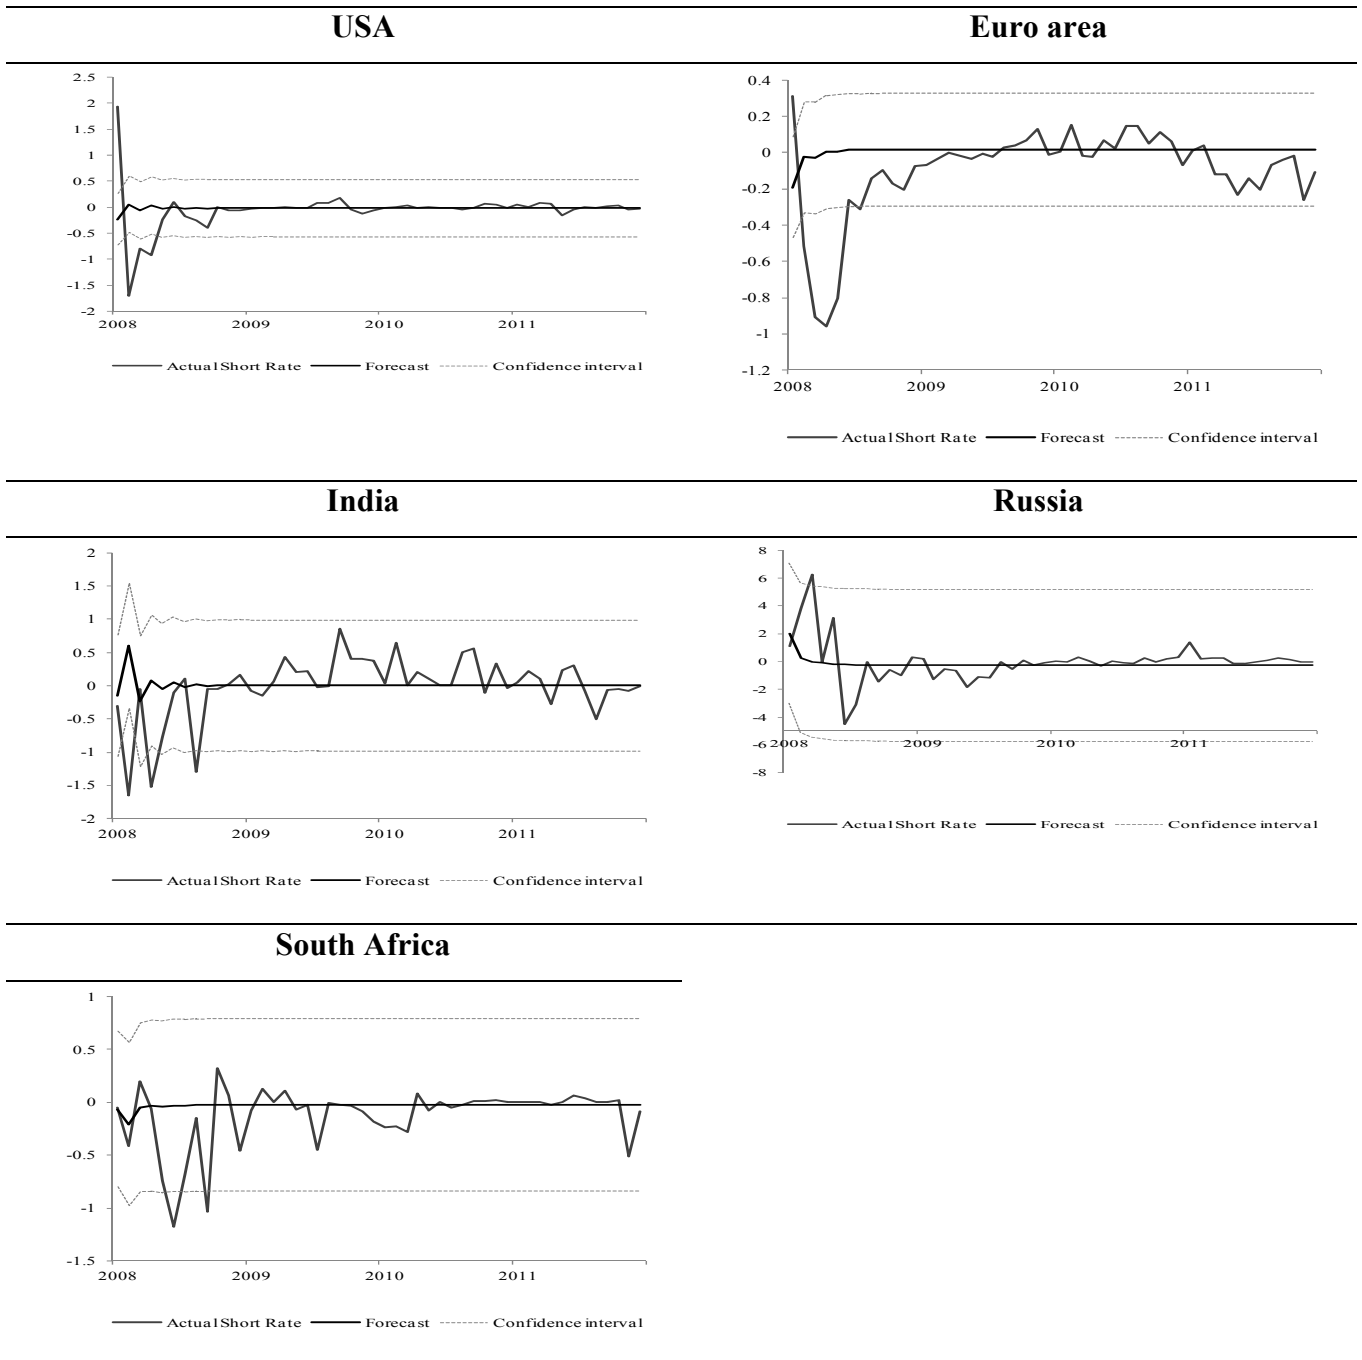 USA
Euro area
2.5
2
1.5
1
0.5
0
-0.5
-1
-1.5
-2
2008 2009 2010 2011
Actual Short Rate Forecast Confidence interval
0.4
0.2
0
-0.2
-0.4
-0.6
-0.8
-1
-1.2
2008 2009 2010 2011
Actual Short Rate Forecast Confidence interval
India
Russia
2
1.5
1
0.5
0
-0.5
-1
-1.5
-2
2008 2009 2010 2011
Actual Short Rate Forecast Confidence interval
8
6
4
2
0
-2
-4
-6 2008 2009 2010 2011
-8
Actual Short Rate Forecast Confidence interval
South Africa
1
0.5
0
-0.5
-1
-1.5
2008 2009 2010 2011
Actual Short Rate Forecast Confidence interval